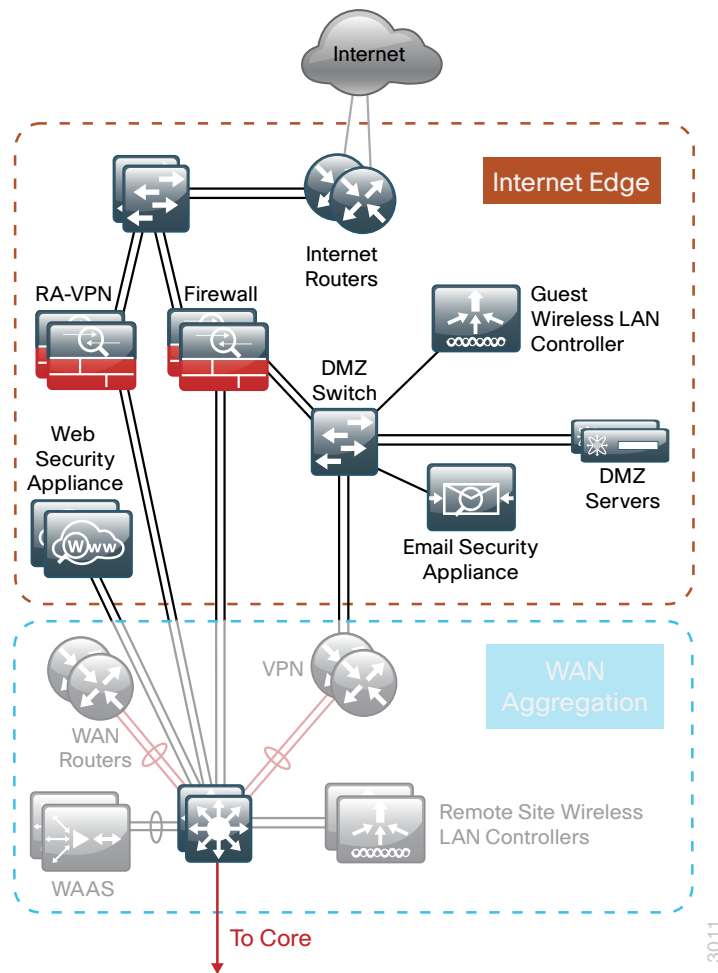 Internet
Internet Edge
Internet
Routers
RA-VPN
Firewall
Guest
Wireless LAN
Controller
DMZ
Switch
Web
Security
Appliance
Www
DMZ
Servers
Email Security
Appliance
WAN
Aggregation
VPN
WAN
Routers
Remote Site Wireless
LAN Controllers
WAAS
To Core
3011